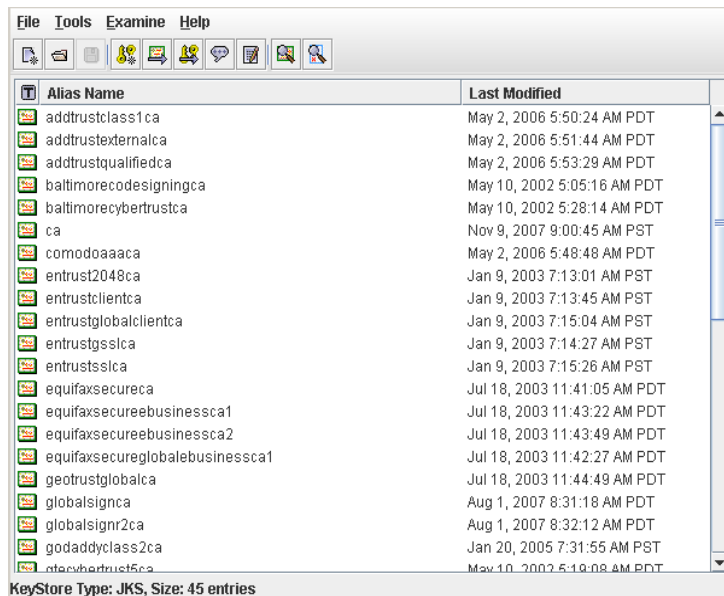 File Tools Examine Help
T Alias Name Last Modified
addtrustclass1ca May 2, 2006 5:50:24 AM PDT
addtrustexternalca May 2, 2006 5:51:44 AM PDT
addtrustqualifiedca May 2, 2006 5:53:29 AM PDT
baltimorecodesigningca May 10, 2002 5:05:16 AM PDT
baltimorecybertrustca May 10, 2002 5:28:14 AM PDT
ca Nov 9, 2007 9:00:45 AM PST
comodoaaaca May 2, 2006 5:48:48 AM PDT
entrust2048ca Jan 9, 2003 7:13:01 AM PST
entrustclientca Jan 9, 2003 7:13:45 AM PST
entrustglobalclientca Jan 9, 2003 7:15:04 AM PST
entrustgsslca Jan 9, 2003 7:14:27 AM PST
entrustsslca Jan 9, 2003 7:15:26 AM PST
equifaxsecureca Jul 18, 2003 11:41:05 AM PDT
equifaxsecureebusinessca1 Jul 18, 2003 11:43:22 AM PDT
equifaxsecureebusinessca2 Jul 18, 2003 11:43:49 AM PDT
equifaxsecureglobalebusinessca1 Jul 18, 2003 11:42:27 AM PDT
geotrustglobalca Jul 18, 2003 11:44:49 AM PDT
globalsignca Aug 1, 2007 8:31:18 AM PDT
globalsignr2ca Aug 1, 2007 8:32:12 AM PDT
godaddyclass2ca Jan 20, 2005 7:31:55 AM PST
gtecybertrust5ca May 10, 2002 5:19:08 AM PDT
KeyStore Type: JKS, Size: 45 entries